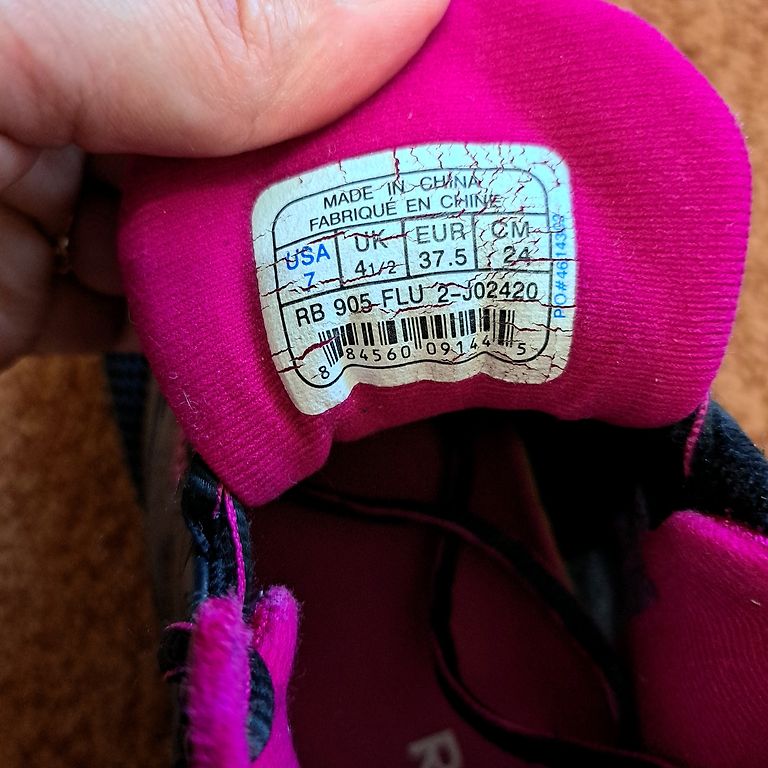 MADE IN CHINA
FABRIQUÉ EN CHINE
USA UK EUR CM
7 4 1/2 37.5 24
RB 905 FLU 2-J02420
8 84560 09144 5
R